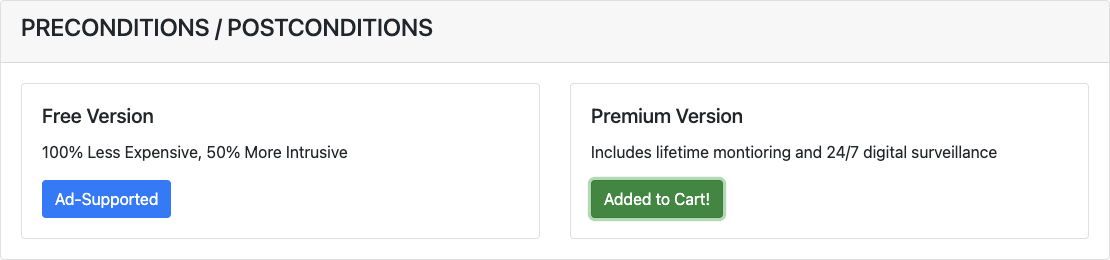 PRECONDITIONS / POSTCONDITIONS
Free Version
100% Less Expensive, 50% More Intrusive
Ad-Supported
Premium Version
Includes lifetime montioring and 24/7 digital surveillance
Added to Cart!